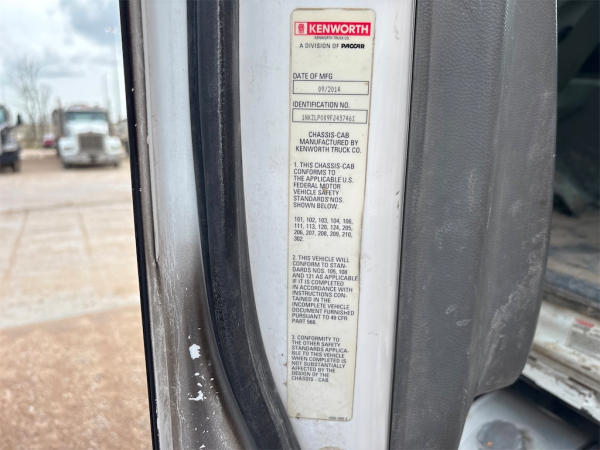 KENWORTH
KENWORTH TRUCK CO.
A DIVISION OF PACCAR
DATE OF MFG
09/2014
IDENTIFICATION NO.
1NKZLP0X9FJ457461
CHASSIS-CAB
MANUFACTURED BY
KENWORTH TRUCK CO.
1. THIS CHASSIS-CAB
CONFORMS TO
THE APPLICABLE U.S.
FEDERAL MOTOR
VEHICLE SAFETY
STANDARDS NOS.
SHOWN BELOW.
101, 102, 103, 104, 106,
111, 113, 120, 124, 205,
206, 207, 208, 209, 210,
302.
2. THIS VEHICLE WILL
CONFORM TO STAN-
DARDS NOS. 105, 108
AND 121 AS APPLICABLE
IF IT IS COMPLETED
IN ACCORDANCE WITH
INSTRUCTIONS CON-
TAINED IN THE
INCOMPLETE VEHICLE
DOCUMENT FURNISHED
PURSUANT TO 49 CFR
PART 568.
3. CONFORMITY TO
THE OTHER SAFETY
STANDARDS APPLICA-
BLE TO THIS VEHICLE
WHEN COMPLETED IS
NOT SUBSTANTIALLY
AFFECTED BY THE
DESIGN OF THE
CHASSIS - CAB